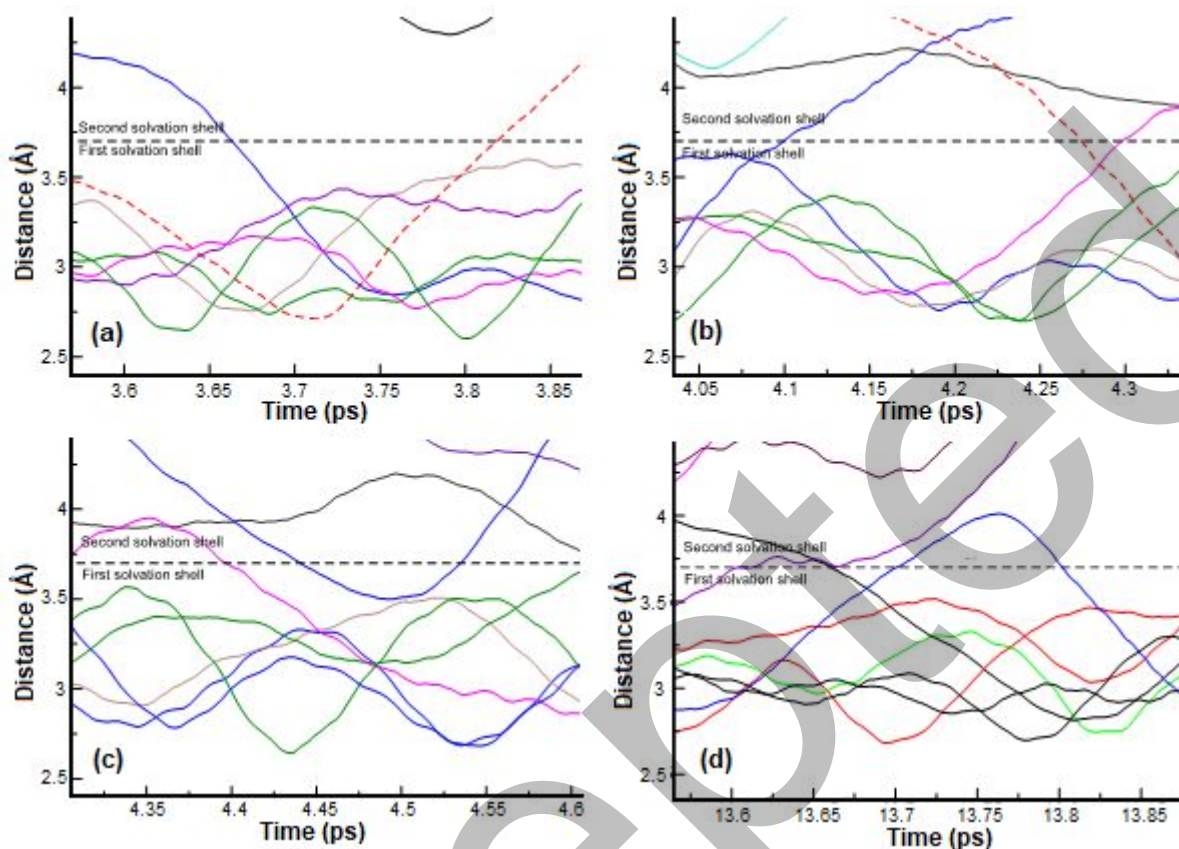 4
3.5
3
2.5
Distance (Å)
Second solvation shell
First solvation shell
(a)
3.6 3.65 3.7 3.75 3.8 3.85
Time (ps)
4
3.5
3
2.5
Distance (Å)
Second solvation shell
First solvation shell
(b)
4.05 4.1 4.15 4.2 4.25 4.3
Time (ps)
4
3.5
3
2.5
Distance (Å)
Second solvation shell
First solvation shell
(c)
4.35 4.4 4.45 4.5 4.55 4.6
Time (ps)
4
3.5
3
2.5
Distance (Å)
Second solvation shell
First solvation shell
(d)
13.6 13.65 13.7 13.75 13.8 13.85
Time (ps)
epted